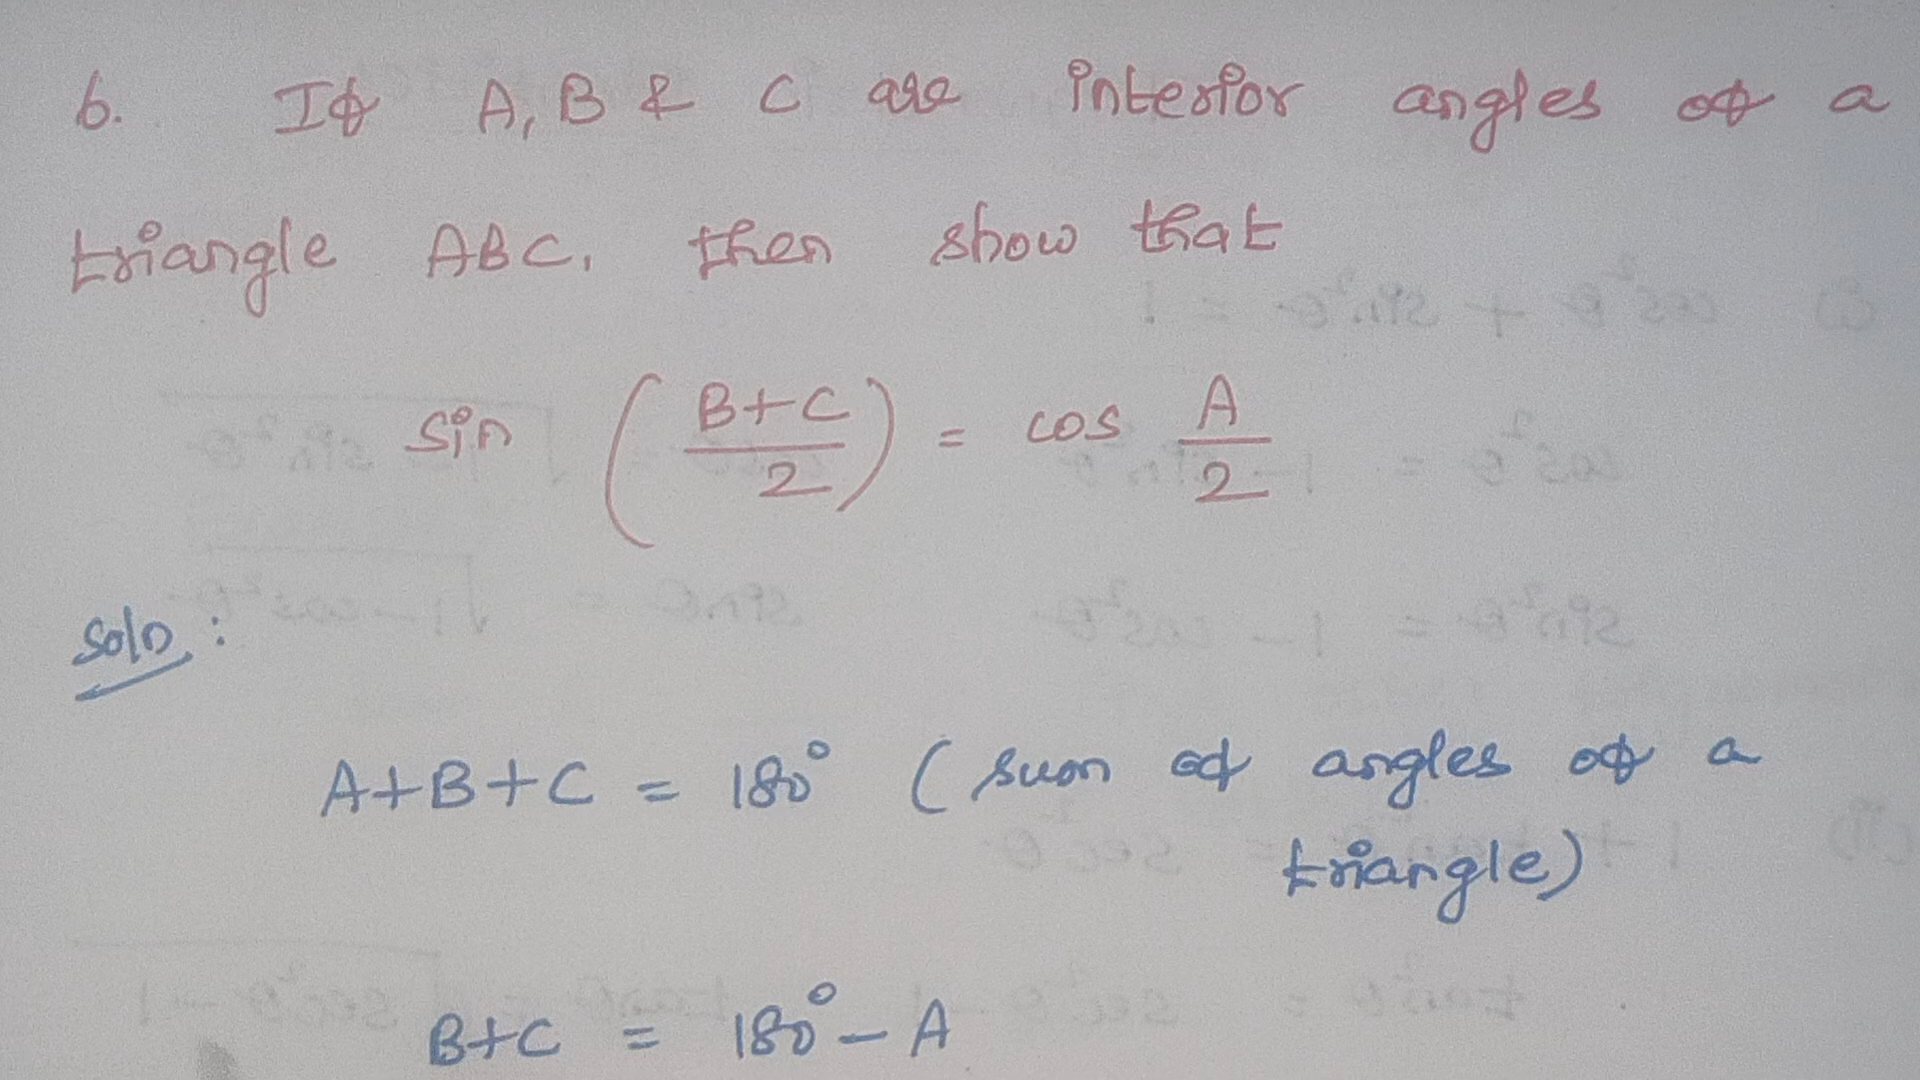 6. If A, B & C are interior angles of a
triangle ABC, then show that
sin (B+C/2) = cos A/2
Soln:
A+B+C = 180° (sum of angles of a
triangle)
B+C = 180° - A